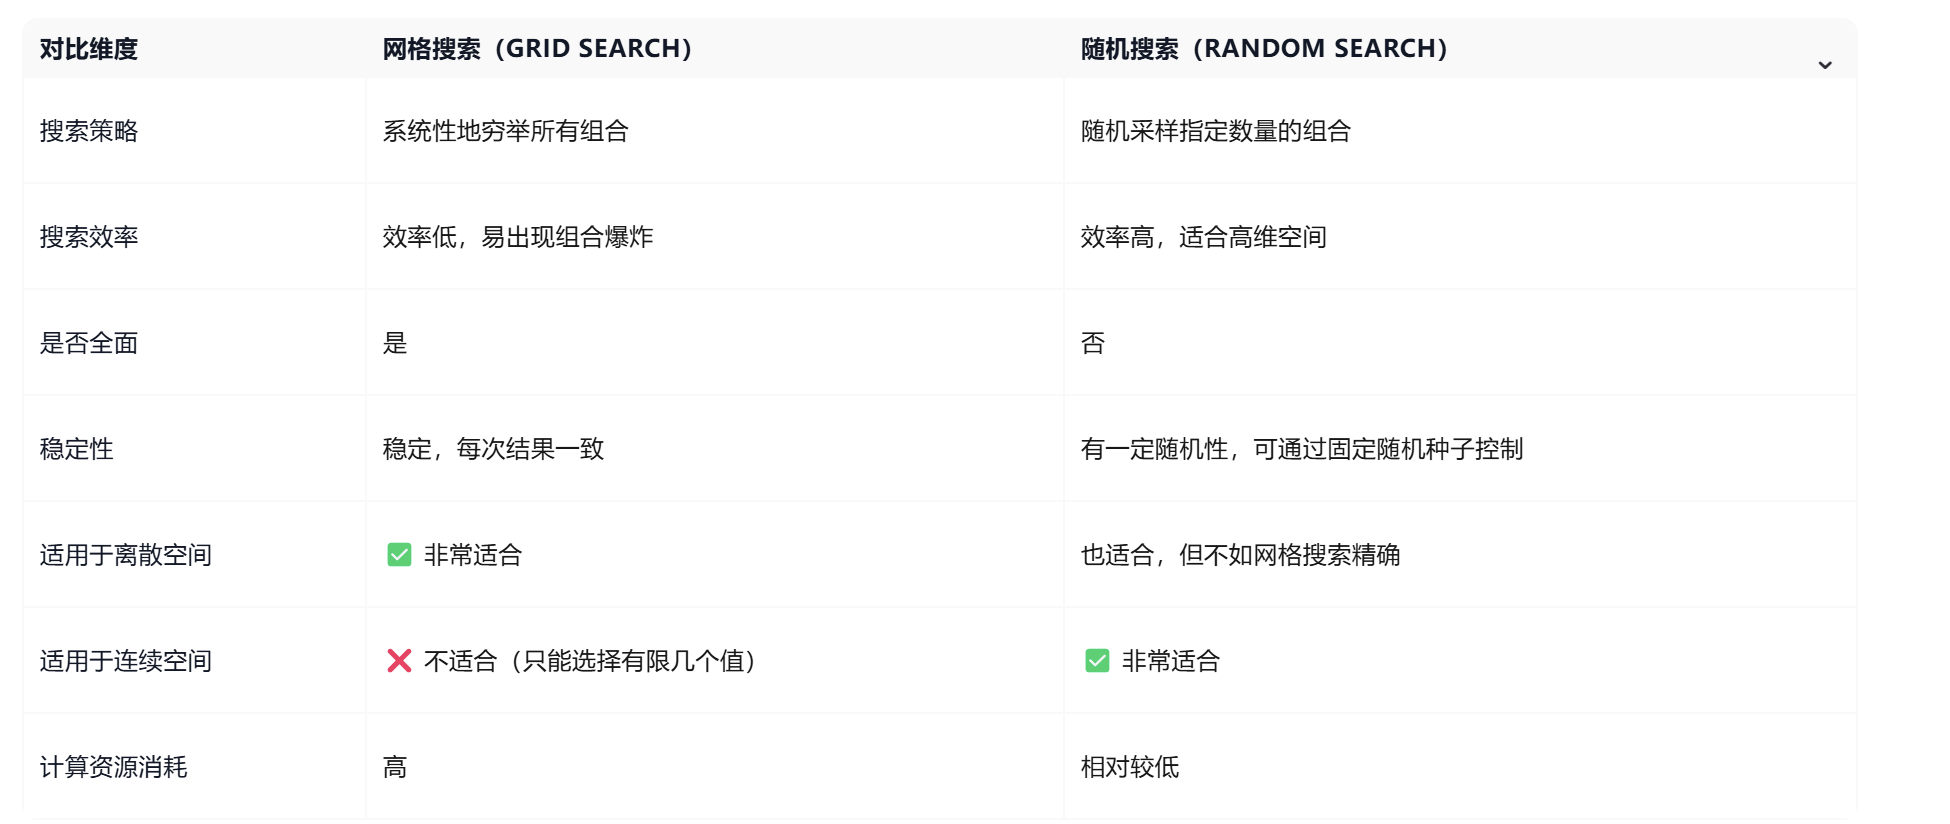 对比维度 网格搜索（GRID SEARCH） 随机搜索（RANDOM SEARCH）
搜索策略 系统性地穷举所有组合 随机采样指定数量的组合
搜索效率 效率低，易出现组合爆炸 效率高，适合高维空间
是否全面 是 否
稳定性 稳定，每次结果一致 有一定随机性，可通过固定随机种子控制
适用于离散空间 ✅ 非常适合 也适合，但不如网格搜索精确
适用于连续空间 ❌ 不适合（只能选择有限几个值） ✅ 非常适合
计算资源消耗 高 相对较低